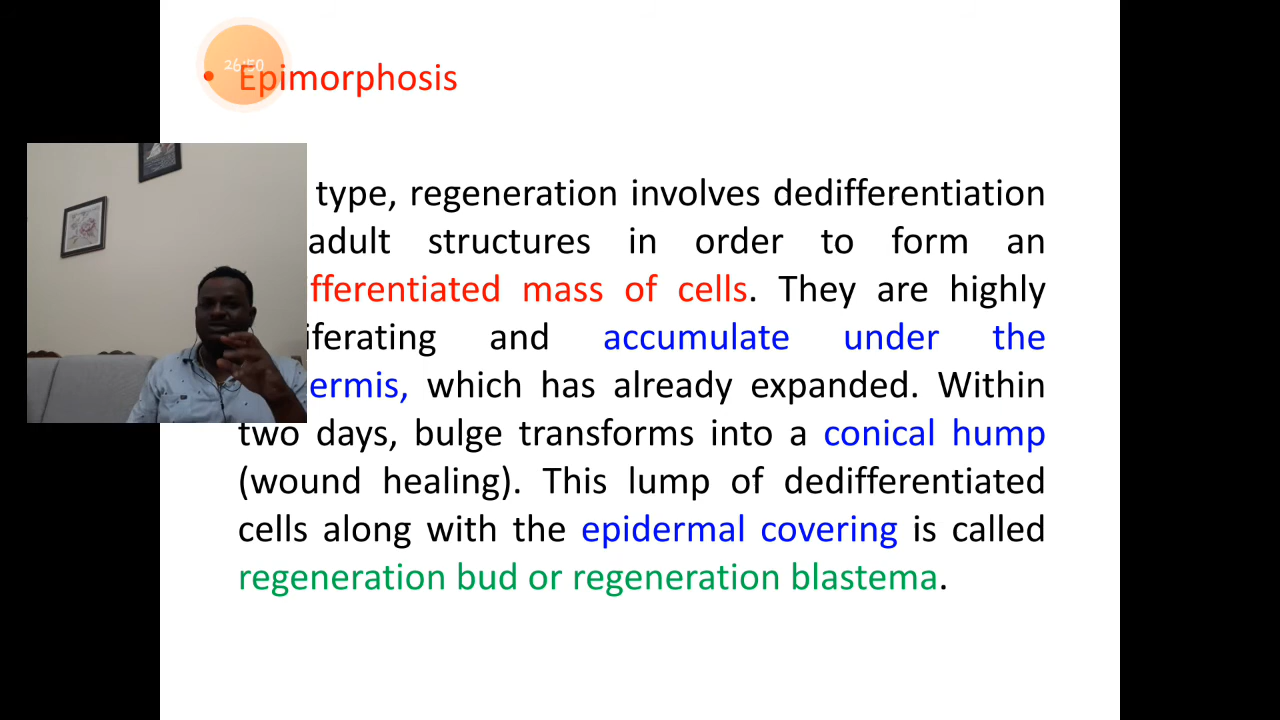 26:50
• Epimorphosis
type, regeneration involves dedifferentiation
adult structures in order to form an
fferentiated mass of cells. They are highly
iferating and accumulate under the
ermis, which has already expanded. Within
two days, bulge transforms into a conical hump
(wound healing). This lump of dedifferentiated
cells along with the epidermal covering is called
regeneration bud or regeneration blastema.